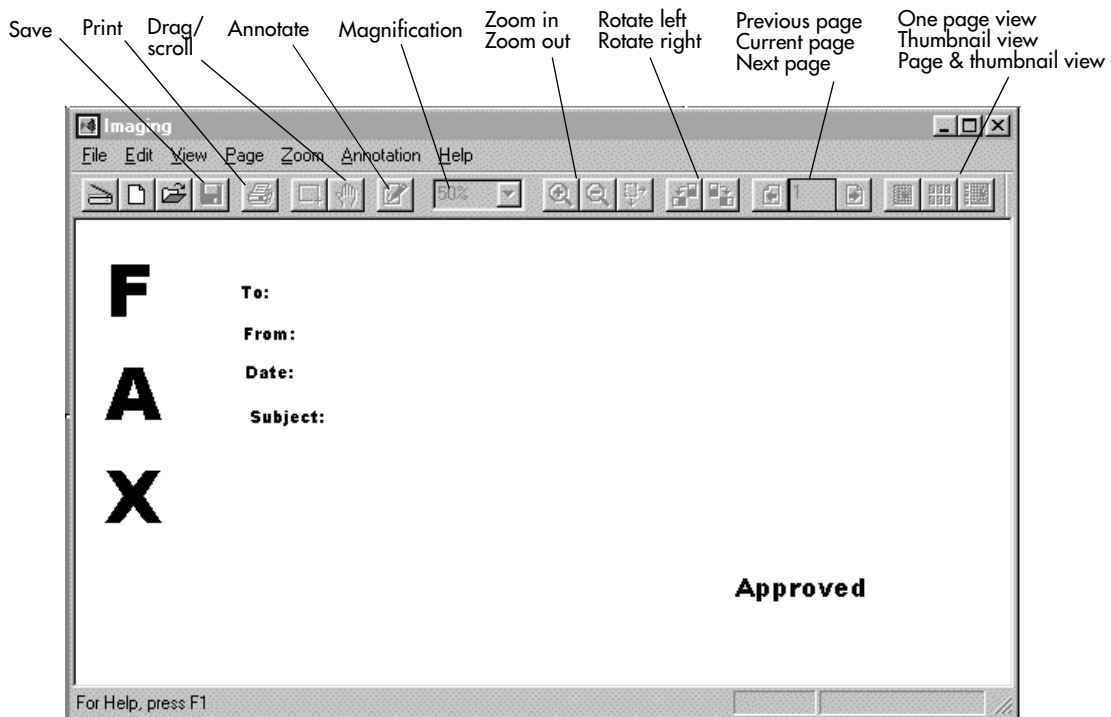 Save
Print
Drag/
scroll
Annotate
Magnification
Zoom in
Zoom out
Rotate left
Rotate right
Previous page
Current page
Next page
One page view
Thumbnail view
Page & thumbnail view
Imaging
File Edit View Page Zoom Annotation Help
50%
1
F
To:
From:
A
Date:
Subject:
X
Approved
For Help, press F1